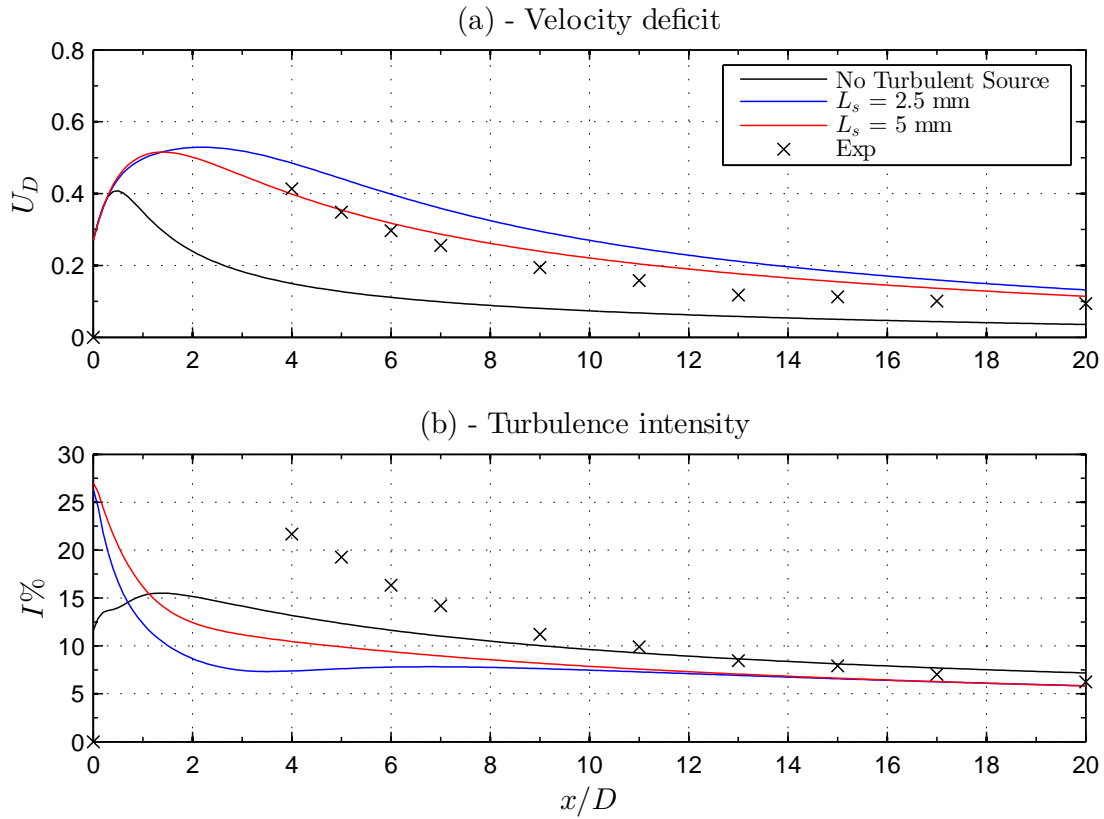 (a) - Velocity deficit
0.8
0.6
0.4
0.2
0
U_D
No Turbulent Source
L_s = 2.5 mm
L_s = 5 mm
Exp
0 2 4 6 8 10 12 14 16 18 20
(b) - Turbulence intensity
30
25
20
15
10
5
0
I%
0 2 4 6 8 10 12 14 16 18 20
x/D